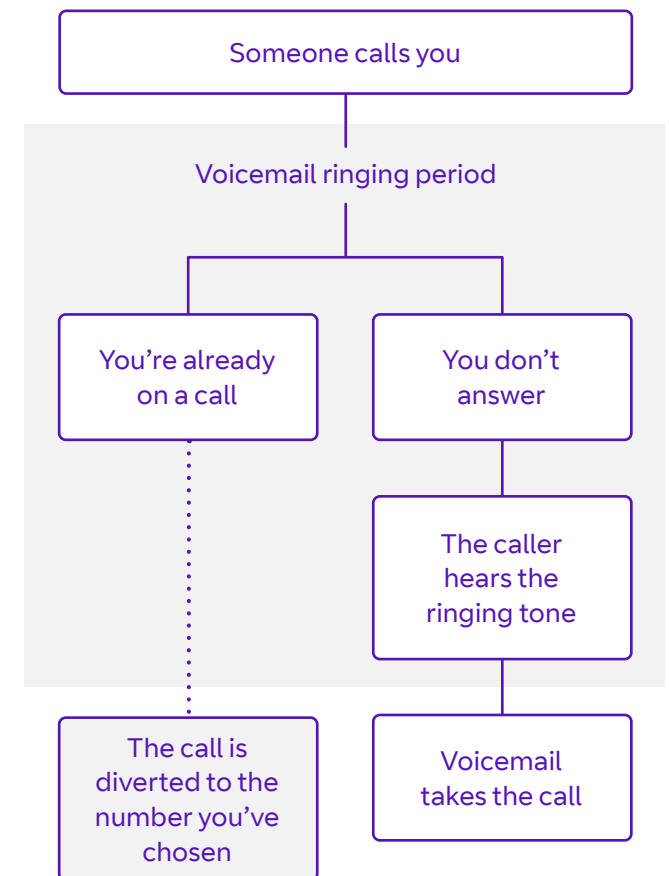 Someone calls you
Voicemail ringing period
You’re already
on a call
You don’t
answer
The caller
hears the
ringing tone
The call is
diverted to the
number you’ve
chosen
Voicemail
takes the call